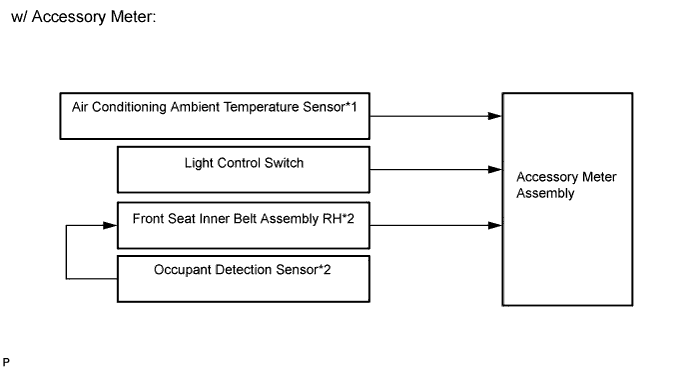 w/ Accessory Meter:
Air Conditioning Ambient Temperature Sensor*1
Light Control Switch
Front Seat Inner Belt Assembly RH*2
Occupant Detection Sensor*2
Accessory Meter
Assembly
P